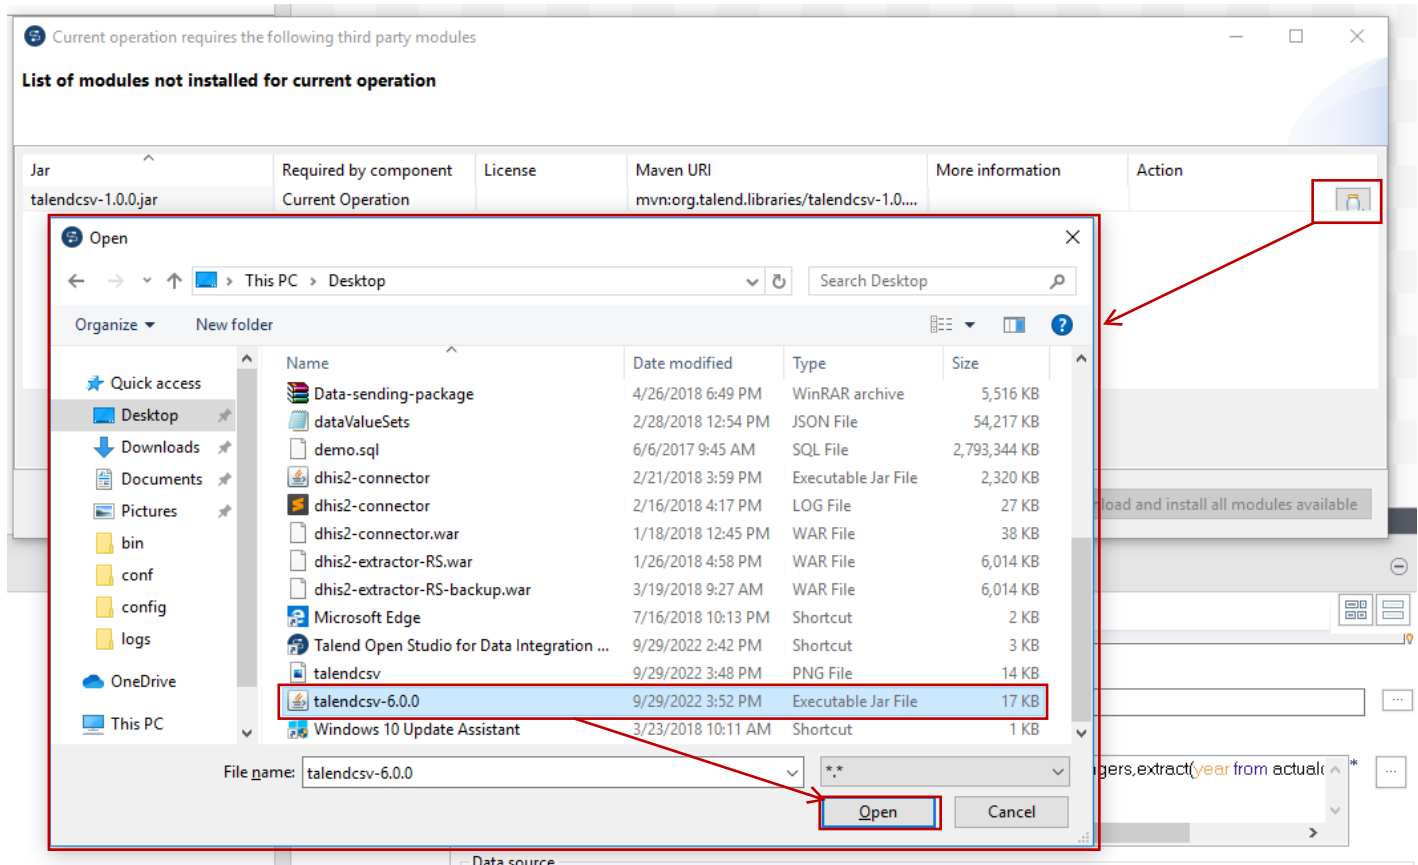 Current operation requires the following third party modules
List of modules not installed for current operation
Jar Required by component License Maven URI More information Action
talendcsv-1.0.0.jar Current Operation mvn:org.talend.libraries/talendcsv-1.0....
Open
This PC > Desktop Search Desktop
Organize New folder
Name Date modified Type Size
Quick access
Desktop
Downloads
Documents
Pictures
bin
conf
config
logs
OneDrive
This PC
Data-sending-package 4/26/2018 6:49 PM WinRAR archive 5,516 KB
dataValueSets 2/28/2018 12:54 PM JSON File 54,217 KB
demo.sql 6/6/2017 9:45 AM SQL File 2,793,344 KB
dhis2-connector 2/21/2018 3:59 PM Executable Jar File 2,320 KB
dhis2-connector 2/16/2018 4:17 PM LOG File 27 KB
dhis2-connector.war 1/18/2018 12:45 PM WAR File 38 KB
dhis2-extractor-RS.war 1/26/2018 4:58 PM WAR File 6,014 KB
dhis2-extractor-RS-backup.war 3/19/2018 9:27 AM WAR File 6,014 KB
Microsoft Edge 7/16/2018 10:13 PM Shortcut 2 KB
Talend Open Studio for Data Integration ... 9/29/2022 2:42 PM Shortcut 3 KB
talendcsv 9/29/2022 3:48 PM PNG File 14 KB
talendcsv-6.0.0 9/29/2022 3:52 PM Executable Jar File 17 KB
Windows 10 Update Assistant 3/23/2018 10:11 AM Shortcut 1 KB
File name: talendcsv-6.0.0 *.*
Open Cancel
load and install all modules available
...
gers,extract(year from actual * ...
Data source